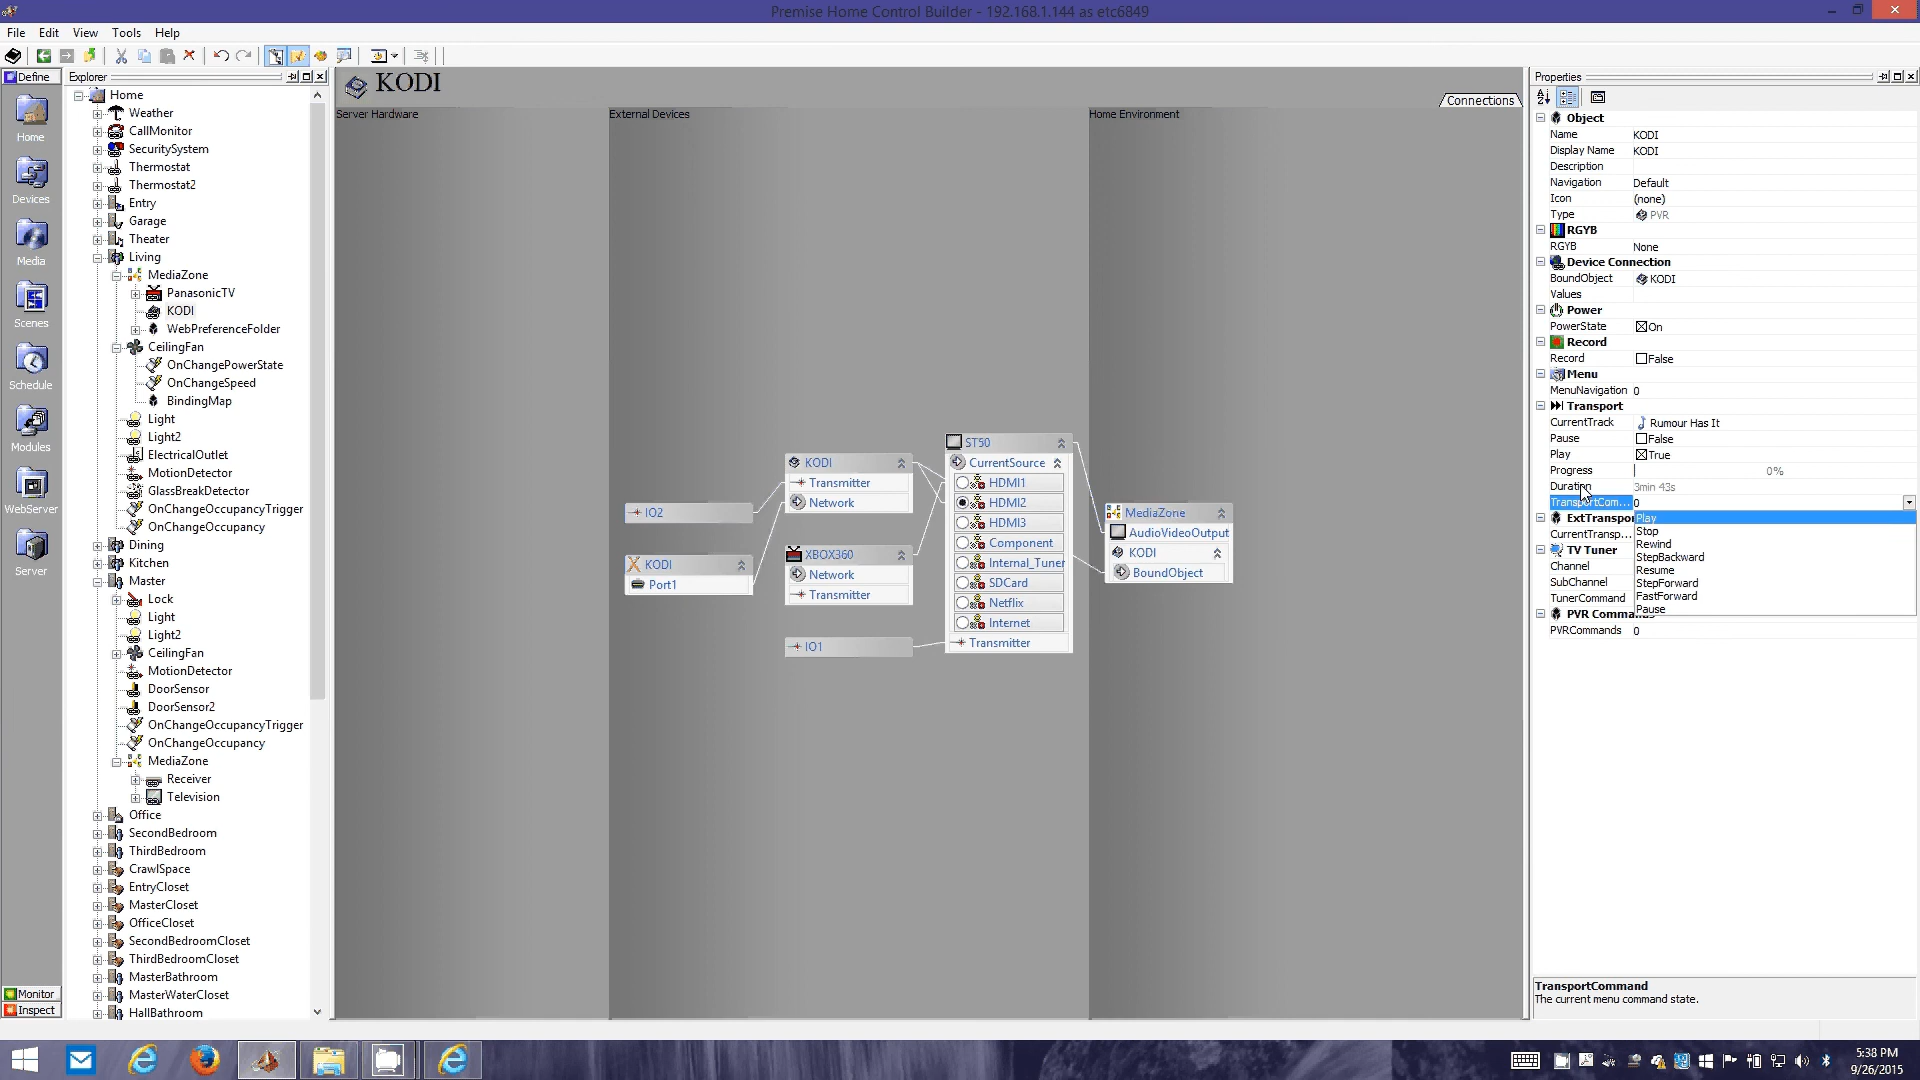 Premise Home Control Builder - 192.168.1.144 as etc6849
File Edit View Tools Help
Define
Home
Devices
Media
Scenes
Schedule
Modules
WebServer
Server
Monitor
Inspect
Explorer
Home
Weather
CallMonitor
SecuritySystem
Thermostat
Thermostat2
Entry
Garage
Theater
Living
MediaZone
PanasonicTV
KODI
WebPreferenceFolder
CeilingFan
OnChangePowerState
OnChangeSpeed
BindingMap
Light
Light2
ElectricalOutlet
MotionDetector
GlassBreakDetector
OnChangeOccupancyTrigger
OnChangeOccupancy
Dining
Kitchen
Master
Lock
Light
Light2
CeilingFan
MotionDetector
DoorSensor
DoorSensor2
OnChangeOccupancyTrigger
OnChangeOccupancy
MediaZone
Receiver
Television
Office
SecondBedroom
ThirdBedroom
CrawlSpace
EntryCloset
MasterCloset
OfficeCloset
SecondBedroomCloset
ThirdBedroomCloset
MasterBathroom
MasterWaterCloset
HallBathroom
KODI
Connections
Server Hardware
External Devices
Home Environment
IO2
KODI
Port1
KODI
Transmitter
Network
XBOX360
Network
Transmitter
IO1
ST50
CurrentSource
HDMI1
HDMI2
HDMI3
Component
Internal_Tuner
SDCard
Netflix
Internet
Transmitter
MediaZone
AudioVideoOutput
KODI
BoundObject
Properties
Object
Name KODI
Display Name KODI
Description
Navigation Default
Icon (none)
Type PVR
RGYB
RGYB None
Device Connection
BoundObject KODI
Values
Power
PowerState On
Record
Record False
Menu
MenuNavigation 0
Transport
CurrentTrack Rumour Has It
Pause False
Play True
Progress 0%
Duration 3min 43s
TransportCom... 0
Play
Stop
Rewind
StepBackward
Resume
StepForward
FastForward
Pause
ExtTranspor
CurrentTransp...
TV Tuner
Channel
SubChannel
TunerCommand
PVR Comma
PVRCommands 0
TransportCommand
The current menu command state.
5:38 PM
9/26/2015